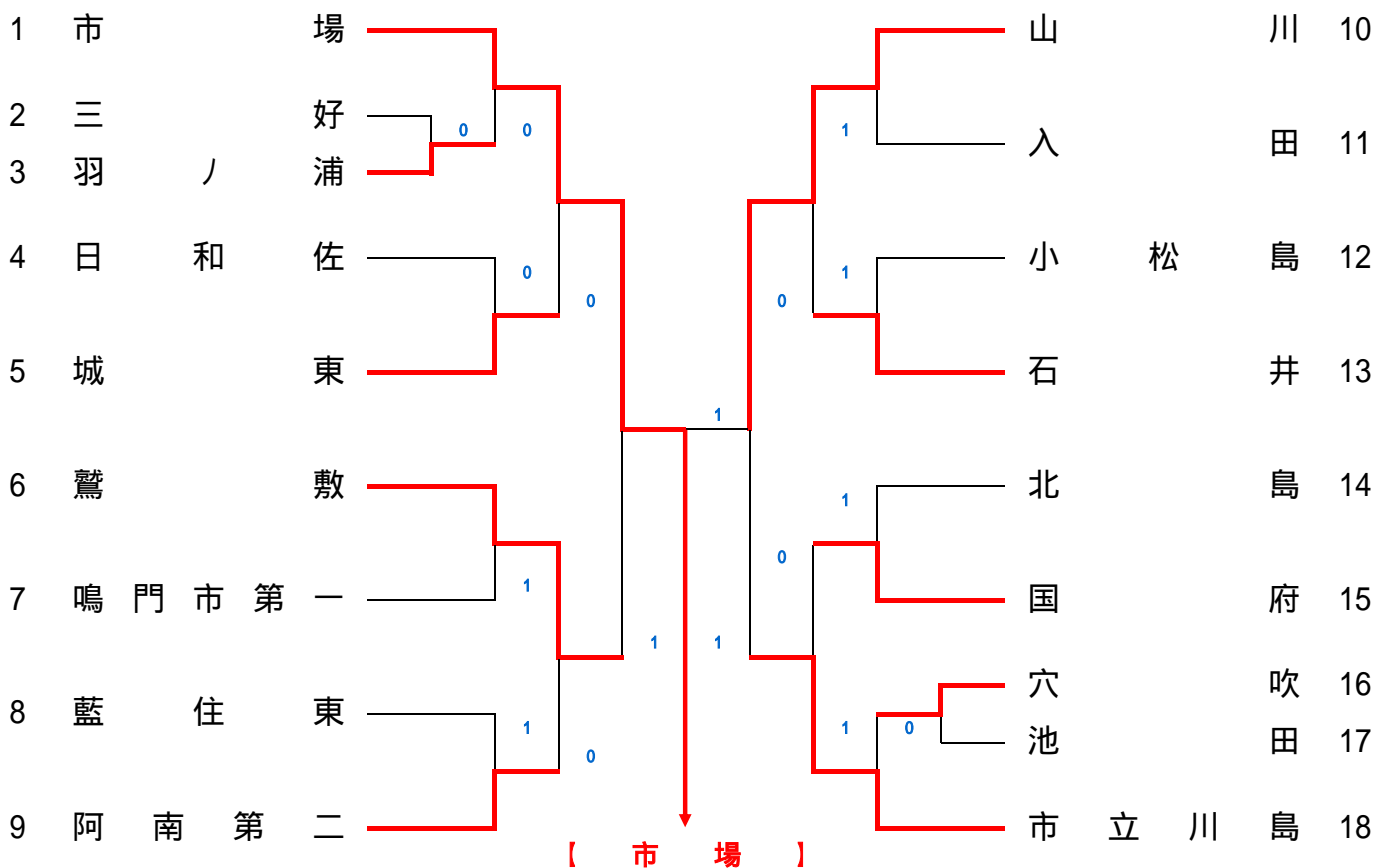 1 市場
2 三好
3 羽ノ浦
4 日和佐
5 城東
6 鷲敷
7 鳴門市第一
8 藍住東
9 阿南第二
0
0
0
0
1
1
0
1
1
1
0
1
1
0
1
1
0
山川 10
入田 11
小松島 12
石井 13
北島 14
国府 15
穴吹 16
池田 17
市立川島 18
【市場】